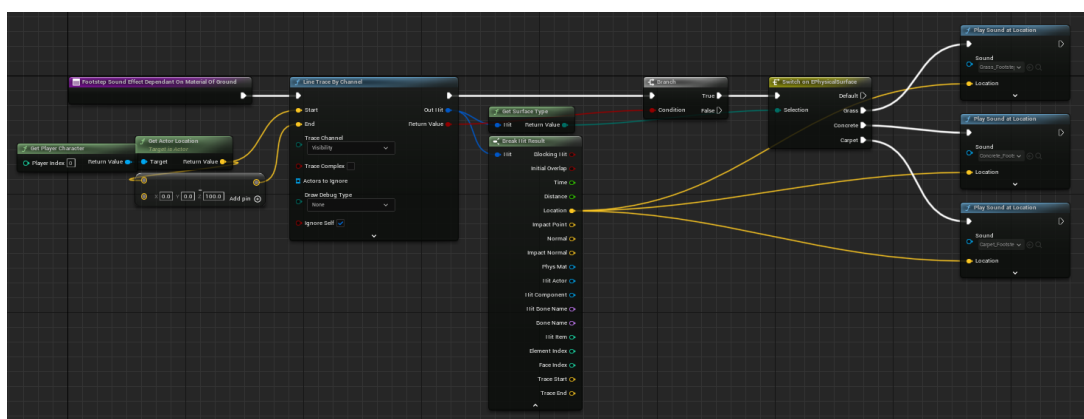 Footstep Sound Effect Dependant On Material Of Ground
Get Player Character
Player Index 0
Return Value
Get Actor Location
Target is Actor
Target
Return Value
X 0.0 Y 0.0 Z 100.0
Add pin
Line Trace By Channel
Start
Out Hit
End
Return Value
Trace Channel
Visibility
Trace Complex
Actors to Ignore
Draw Debug Type
None
Ignore Self
Get Surface Type
Hit
Return Value
Break Hit Result
Hit
Blocking Hit
Initial Overlap
Time
Distance
Location
Impact Point
Normal
Impact Normal
Phys Mat
Hit Actor
Hit Component
Hit Bone Name
Bone Name
Hit Item
Element Index
Face Index
Trace Start
Trace End
Branch
True
Condition
False
Switch on EPhysicalSurface
Default
Selection
Grass
Concrete
Carpet
Play Sound at Location
Sound
Grass_Footste
Location
Play Sound at Location
Sound
Concrete_Foots
Location
Play Sound at Location
Sound
Carpet_Footste
Location